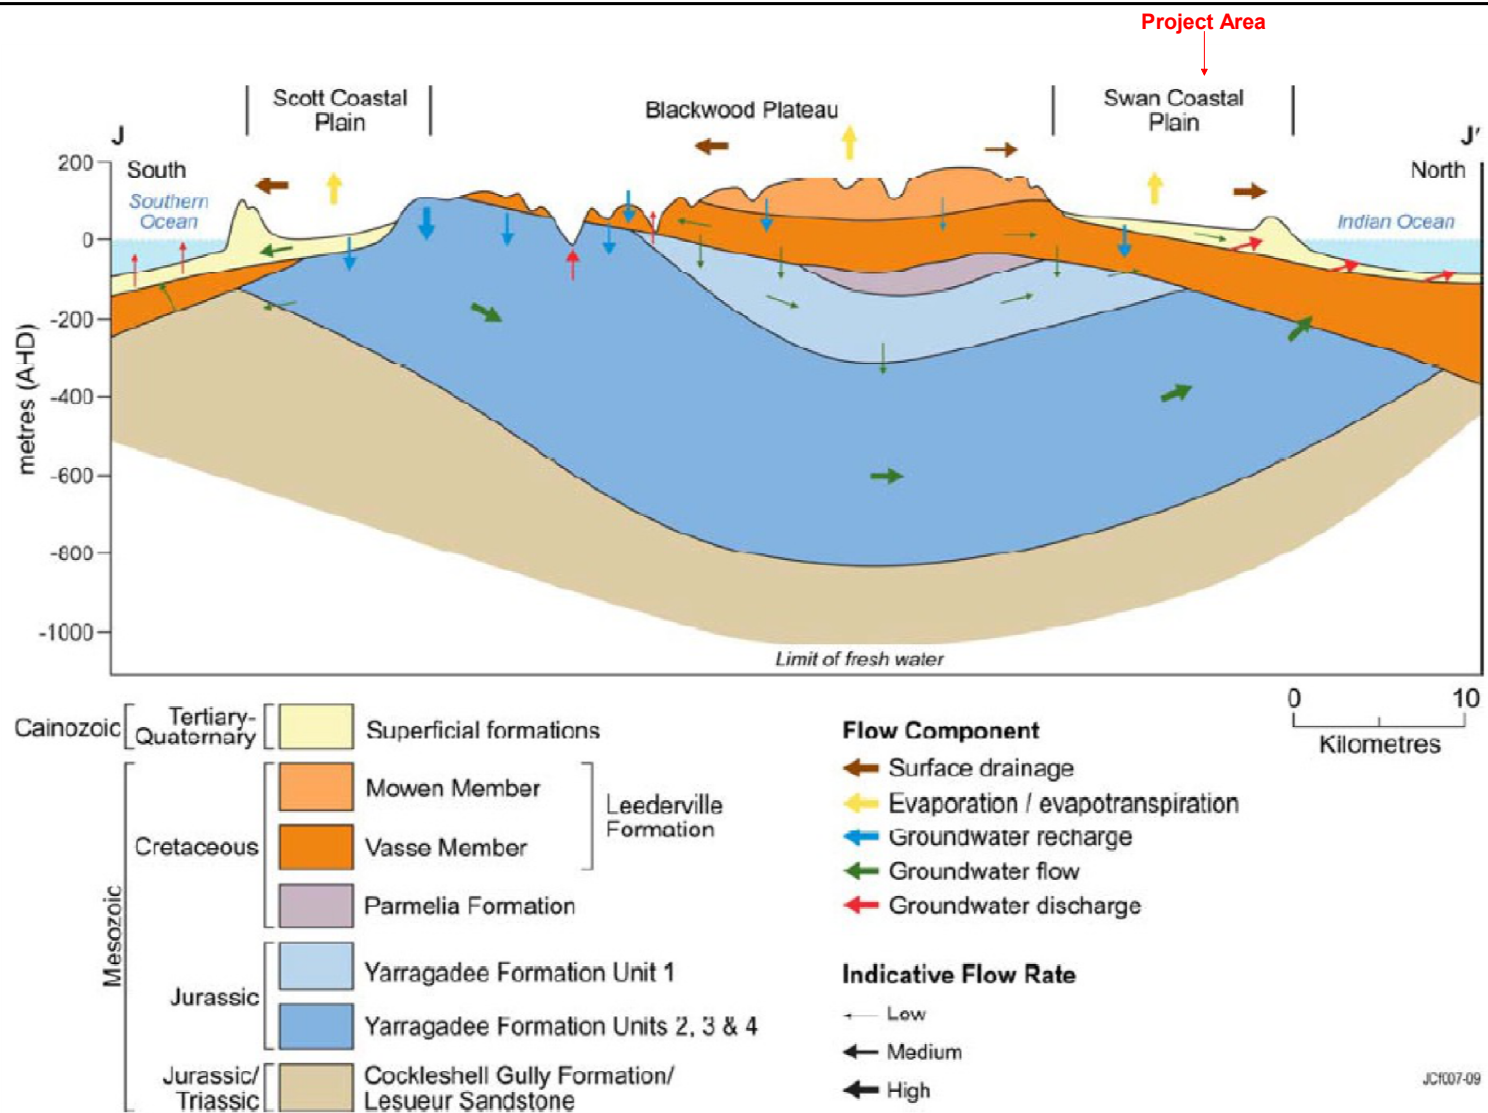 Project Area
Scott Coastal
Plain
Blackwood Plateau
Swan Coastal
Plain
J
J'
South
North
Southern
Ocean
Indian Ocean
200
0
-200
-400
-600
-800
-1000
metres (AHD)
Limit of fresh water
0 10
Kilometres
Cainozoic
Tertiary-
Quaternary
Superficial formations
Mesozoic
Cretaceous
Mowen Member
Vasse Member
Leederville
Formation
Parmelia Formation
Jurassic
Yarragadee Formation Unit 1
Yarragadee Formation Units 2, 3 & 4
Jurassic/
Triassic
Cockleshell Gully Formation/
Lesueur Sandstone
Flow Component
Surface drainage
Evaporation / evapotranspiration
Groundwater recharge
Groundwater flow
Groundwater discharge
Indicative Flow Rate
Low
Medium
High
JCf007-09